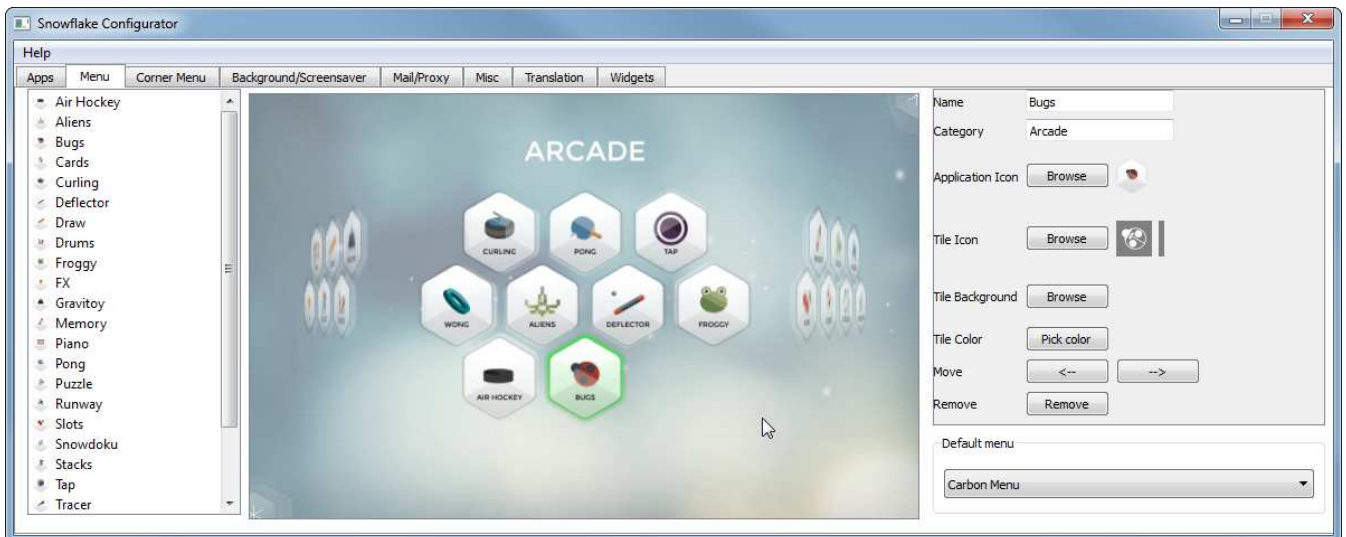 Snowflake Configurator
Help
Apps Menu Corner Menu Background/Screensaver Mail/Proxy Misc Translation Widgets
Air Hockey
Aliens
Bugs
Cards
Curling
Deflector
Draw
Drums
Froggy
FX
Gravitoy
Memory
Piano
Pong
Puzzle
Runway
Slots
Snowdoku
Stacks
Tap
Tracer
ARCADE
CURLING PONG TAP
WONG ALIENS DEFLECTOR FROGGY
AIR HOCKEY BUGS
Name Bugs
Category Arcade
Application Icon Browse
Tile Icon Browse
Tile Background Browse
Tile Color Pick color
Move <-- -->
Remove Remove
Default menu
Carbon Menu